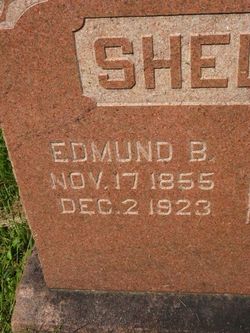 SHE
EDMUND B.
NOV. 17 1855
DEC. 2 1923